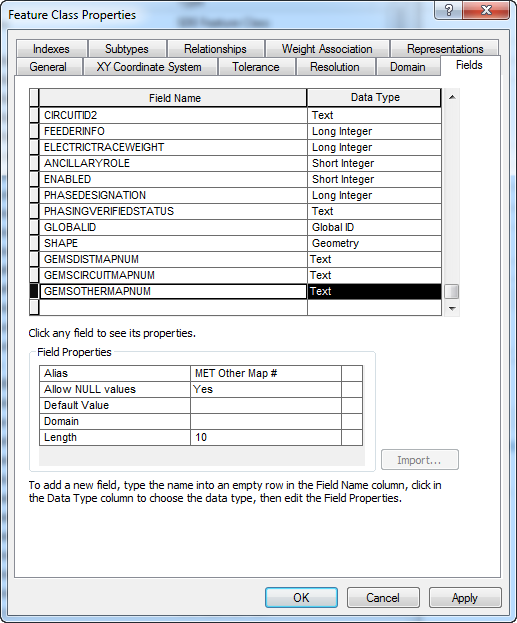 Feature Class Properties
Indexes Subtypes Relationships Weight Association Representations
General XY Coordinate System Tolerance Resolution Domain Fields
Field Name Data Type
CIRCUITID2 Text
FEEDERINFO Long Integer
ELECTRICTRACEWEIGHT Long Integer
ANCILLARYROLE Short Integer
ENABLED Short Integer
PHASEDESIGNATION Long Integer
PHASINGVERIFIEDSTATUS Text
GLOBALID Global ID
SHAPE Geometry
GEMSDISTMAPNUM Text
GEMSCIRCUITMAPNUM Text
GEMSOTHERMAPNUM Text
Click any field to see its properties.
Field Properties
Alias MET Other Map #
Allow NULL values Yes
Default Value
Domain
Length 10
Import...
To add a new field, type the name into an empty row in the Field Name column, click in
the Data Type column to choose the data type, then edit the Field Properties.
OK Cancel Apply